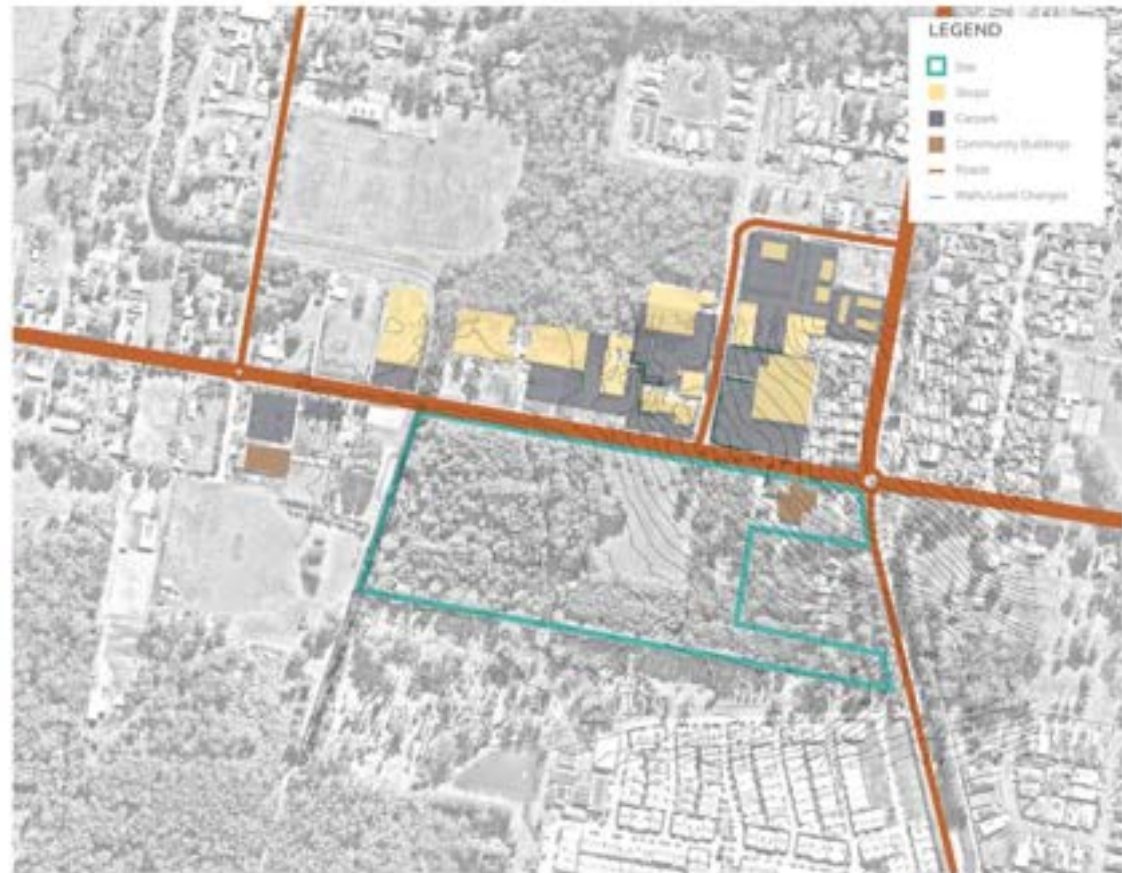 LEGEND
Site
Shops
Carpark
Community Buildings
Roads
Walls/Level Changes